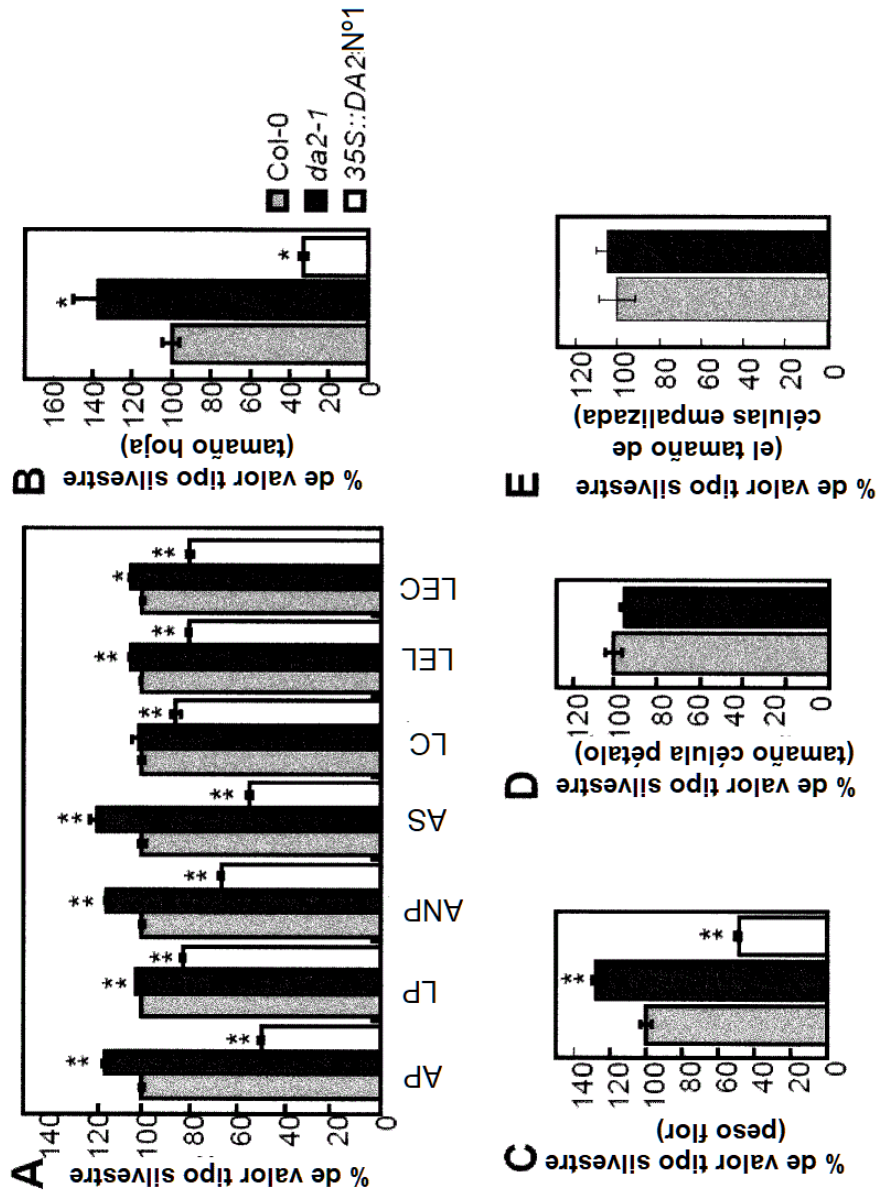 A
% de valor tipo silvestre
120
100
80
60
40
20
0
** ** ** ** ** ** ** ** ** ** ** * **
AP
LP
ANP
AS
LC
LEL
LEC
B
% de valor tipo silvestre
(tamaño hoja)
160
140
120
100
80
60
40
20
0
* *
Col-0
da2-1
35S::DA2:Nº1
C
% de valor tipo silvestre
(peso flor)
140
120
100
80
60
40
20
0
** **
D
% de valor tipo silvestre
(tamaño célula pétalo)
120
100
80
60
40
20
0
E
% de valor tipo silvestre
(el tamaño de
células empalizada)
120
100
80
60
40
20
0